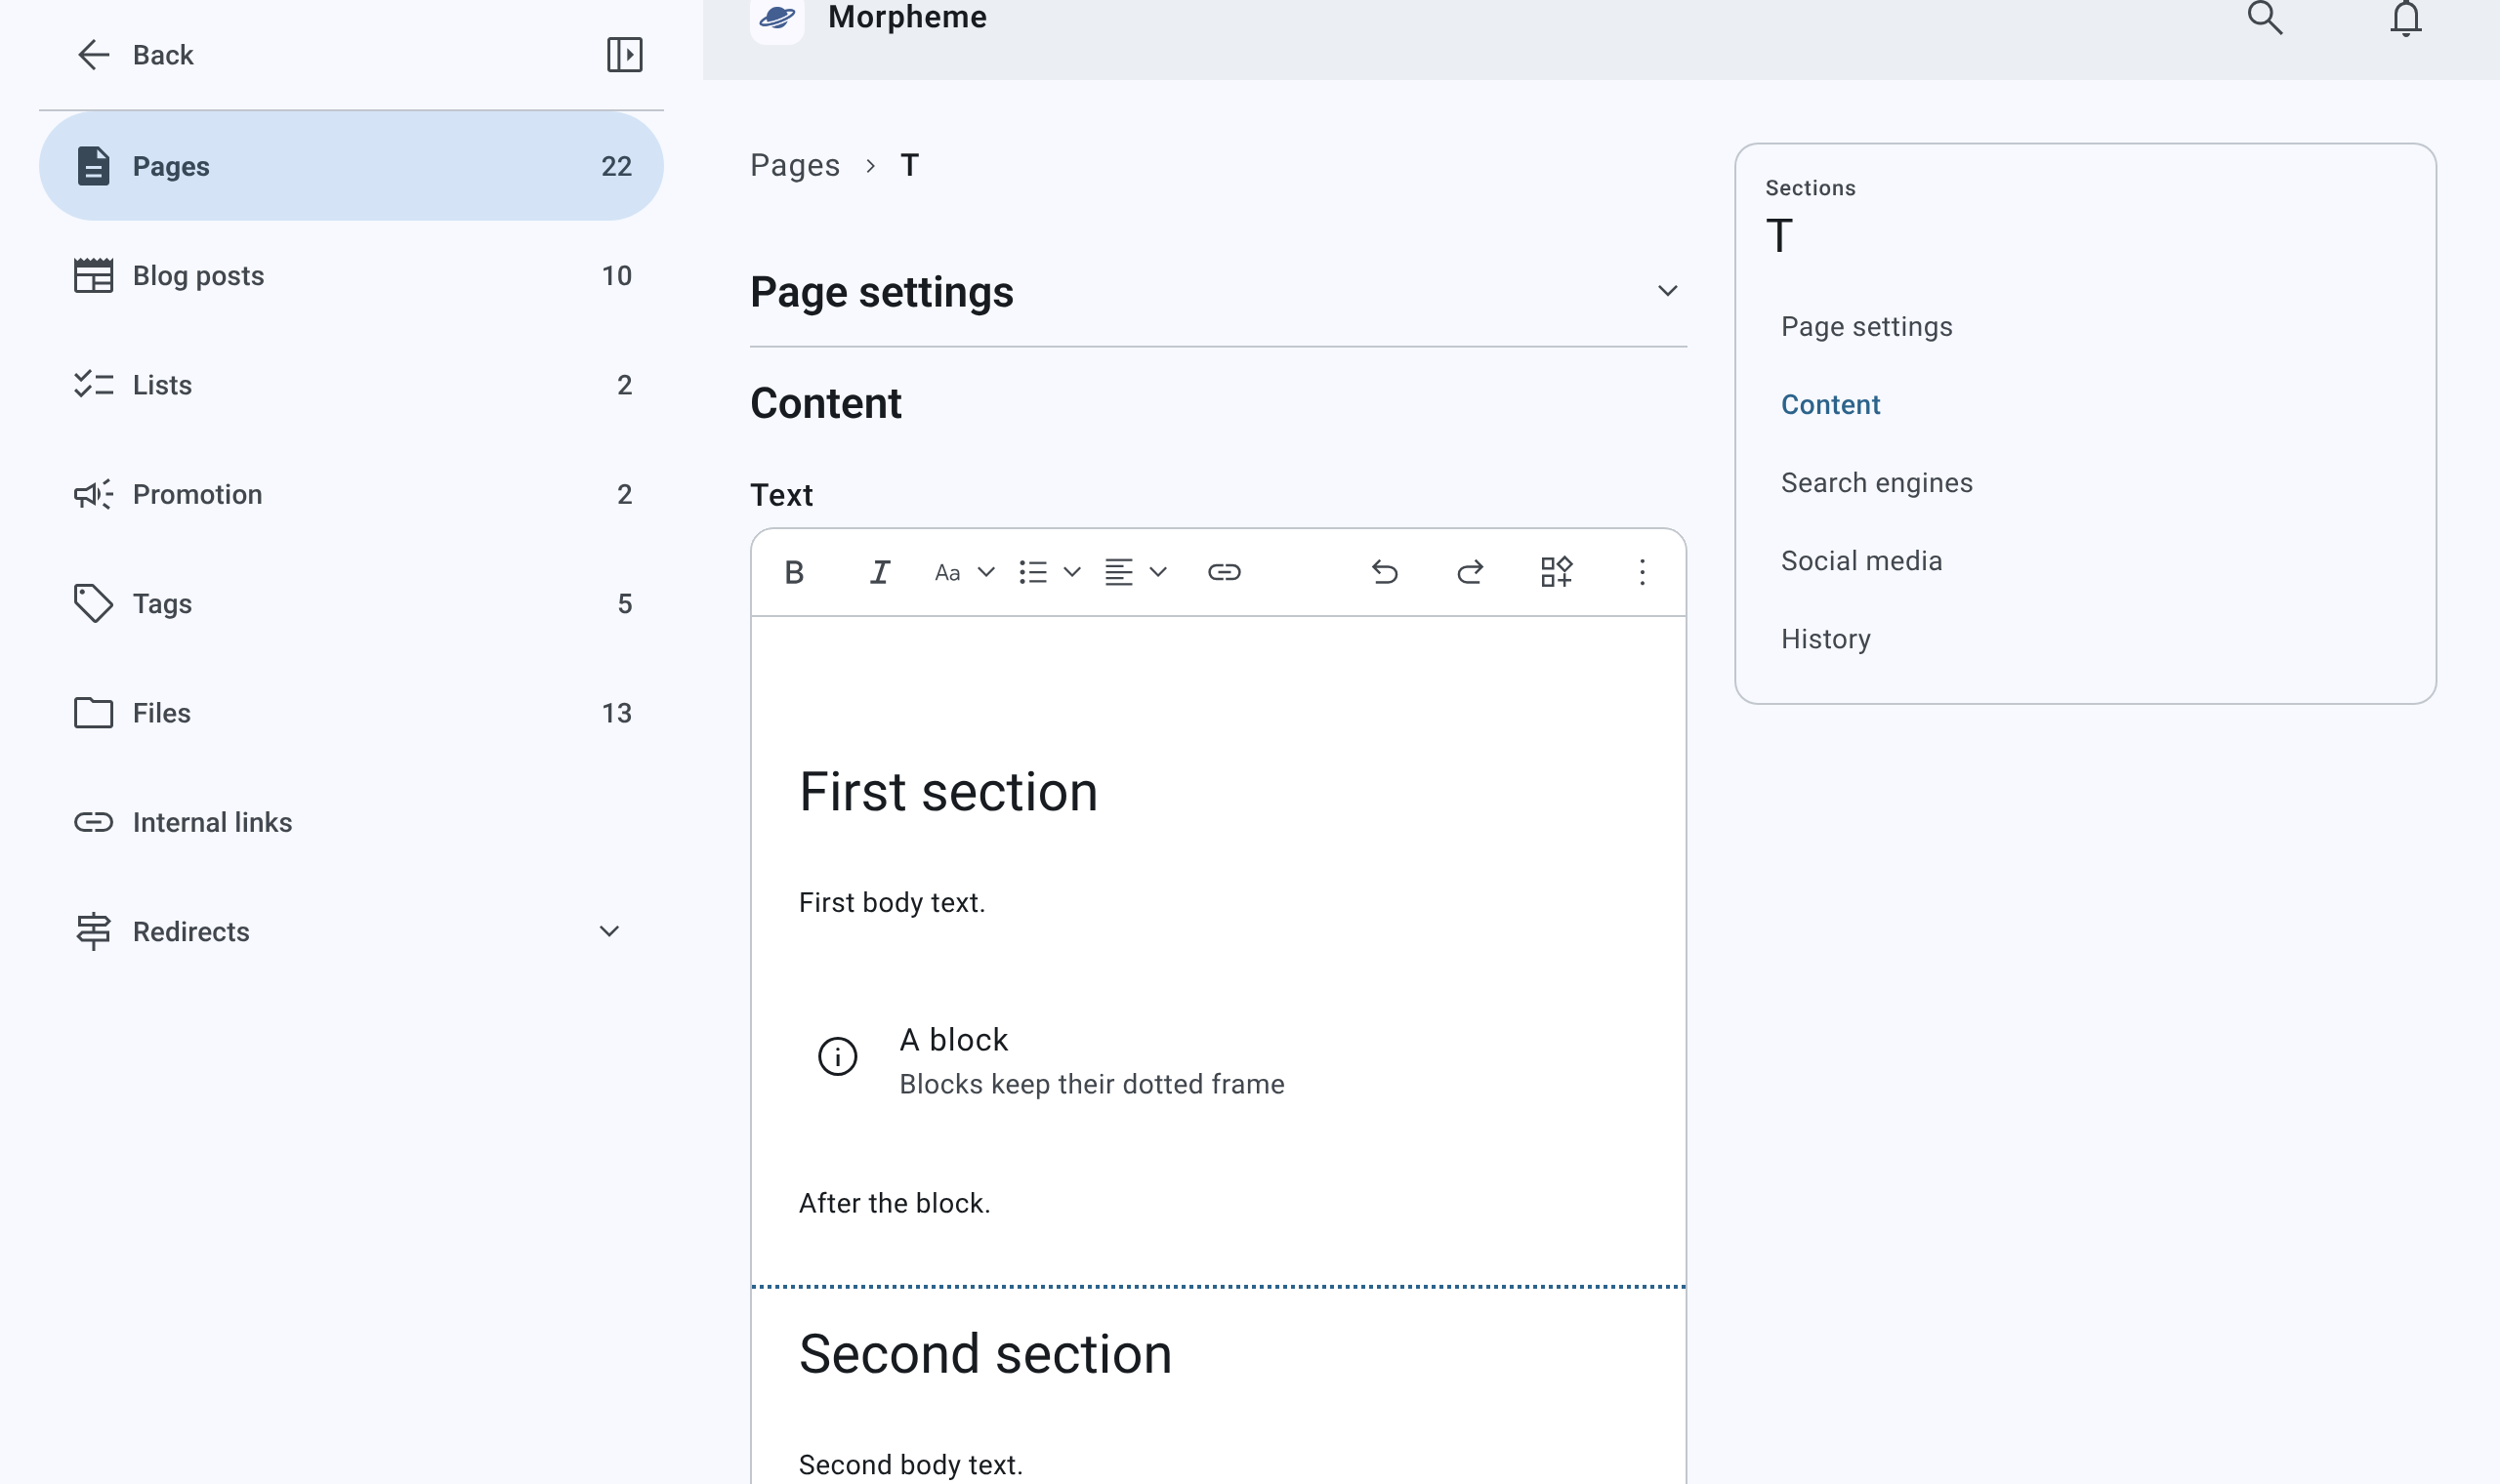 Back
Pages 22
Blog posts 10
Lists 2
Promotion 2
Tags 5
Files 13
Internal links
Redirects
Morpheme
Pages › T
Page settings
Content
Text
B I Aa
First section
First body text.
A block
Blocks keep their dotted frame
After the block.
Second section
Second body text.
Sections
T
Page settings
Content
Search engines
Social media
History